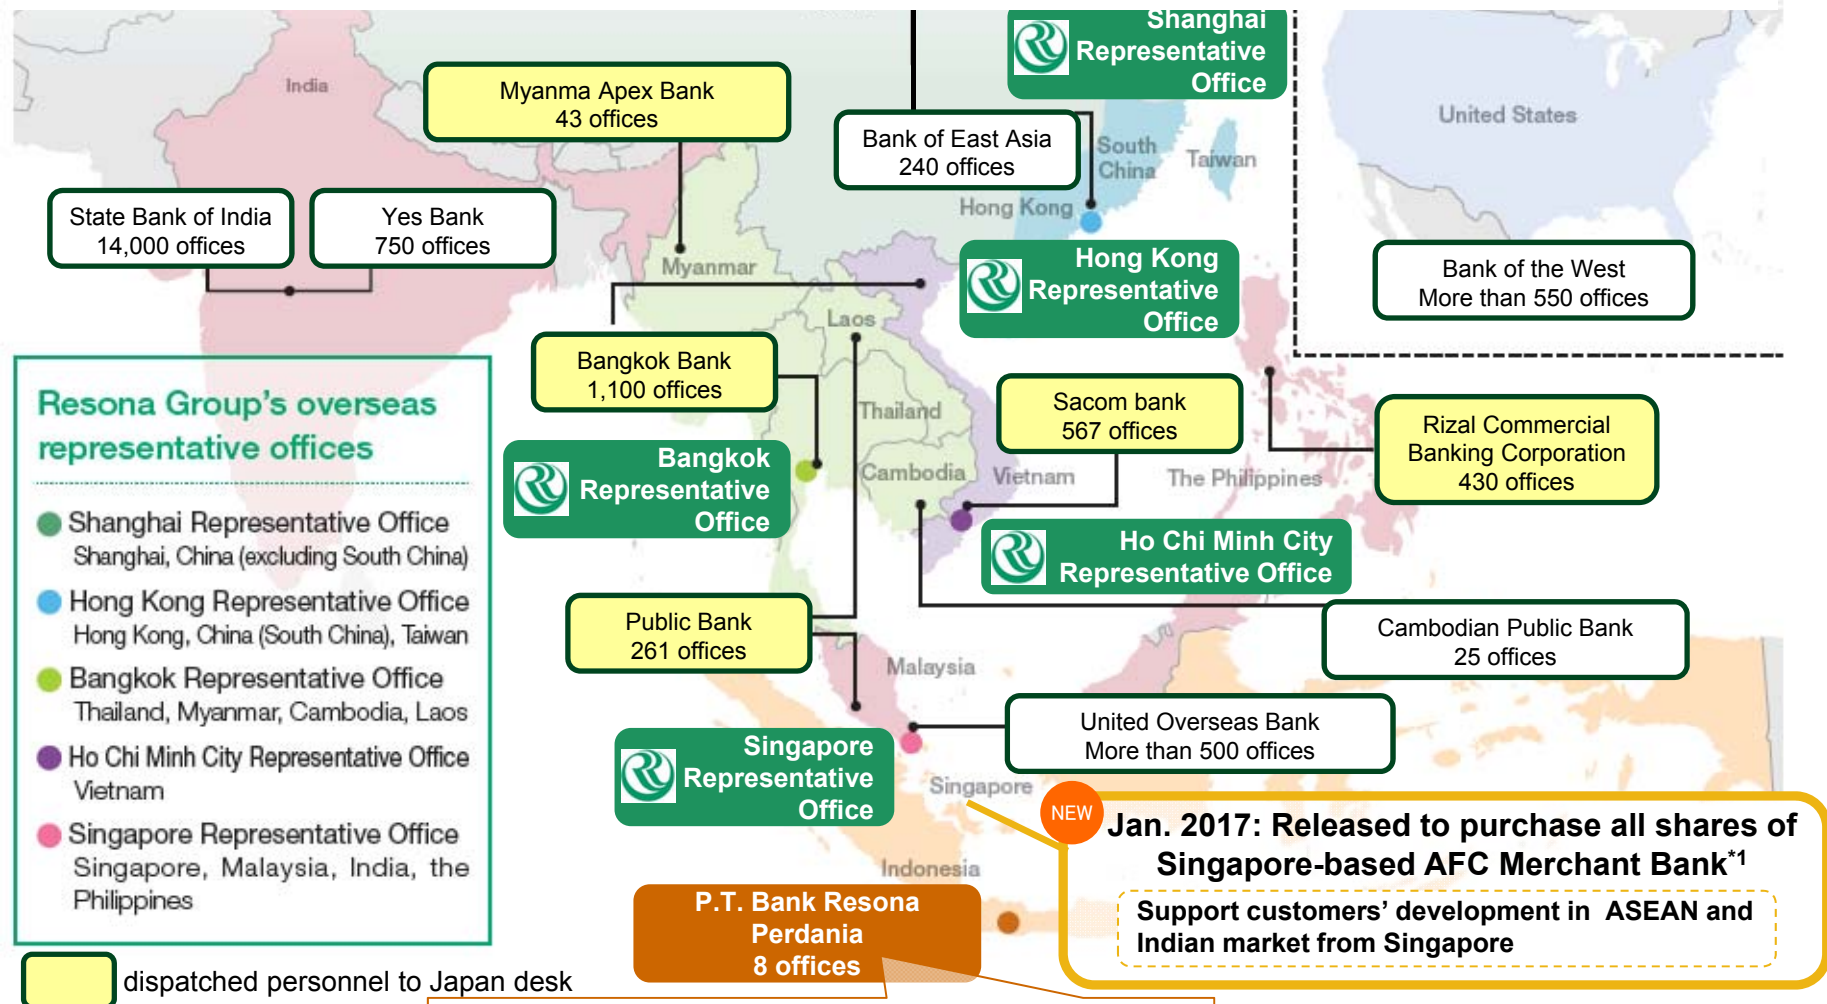 Shanghai
Representative
Office
India
Myanma Apex Bank
43 offices
Bank of East Asia
240 offices
South
China
Taiwan
United States
State Bank of India
14,000 offices
Yes Bank
750 offices
Hong Kong
Myanmar
Hong Kong
Representative
Office
Bank of the West
More than 550 offices
Laos
Bangkok Bank
1,100 offices
Thailand
Sacom bank
567 offices
Rizal Commercial
Banking Corporation
430 offices
Resona Group's overseas
representative offices
Bangkok
Representative
Office
Cambodia
Vietnam
The Philippines
Shanghai Representative Office
Shanghai, China (excluding South China)
Ho Chi Minh City
Representative Office
Hong Kong Representative Office
Hong Kong, China (South China), Taiwan
Public Bank
261 offices
Cambodian Public Bank
25 offices
Malaysia
Bangkok Representative Office
Thailand, Myanmar, Cambodia, Laos
United Overseas Bank
More than 500 offices
Ho Chi Minh City Representative Office
Vietnam
Singapore
Representative
Office
Singapore
Singapore Representative Office
Singapore, Malaysia, India, the
Philippines
NEW
Jan. 2017: Released to purchase all shares of
Singapore-based AFC Merchant Bank*1
Support customers' development in ASEAN and
Indian market from Singapore
Indonesia
P.T. Bank Resona
Perdania
8 offices
dispatched personnel to Japan desk